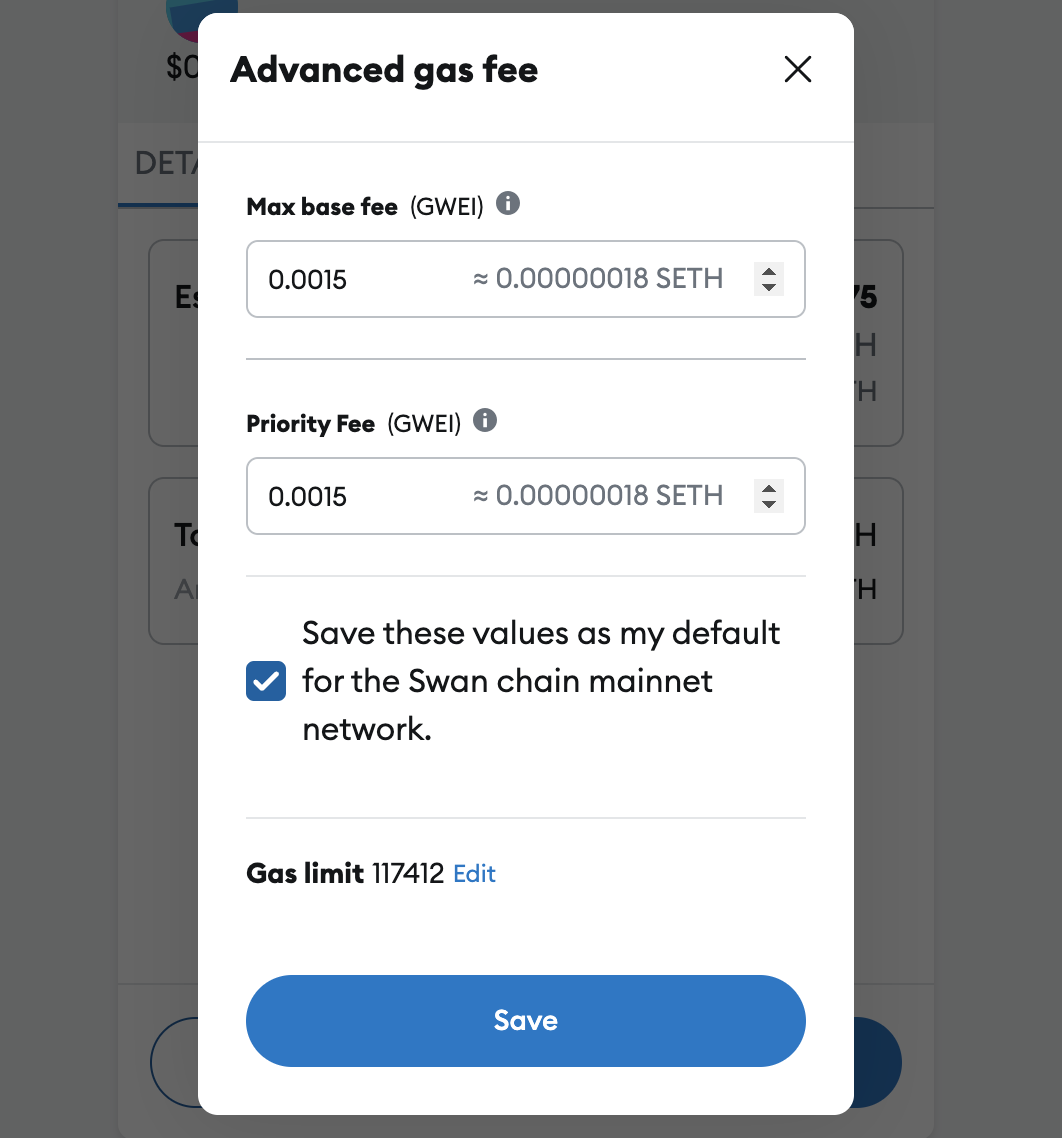 $0
Advanced gas fee
DETA
Max base fee (GWEI)
0.0015 ≈ 0.00000018 SETH
Es
75
H
TH
Priority Fee (GWEI)
0.0015 ≈ 0.00000018 SETH
To
H
TH
Save these values as my default
for the Swan chain mainnet
network.
Gas limit 117412 Edit
Save